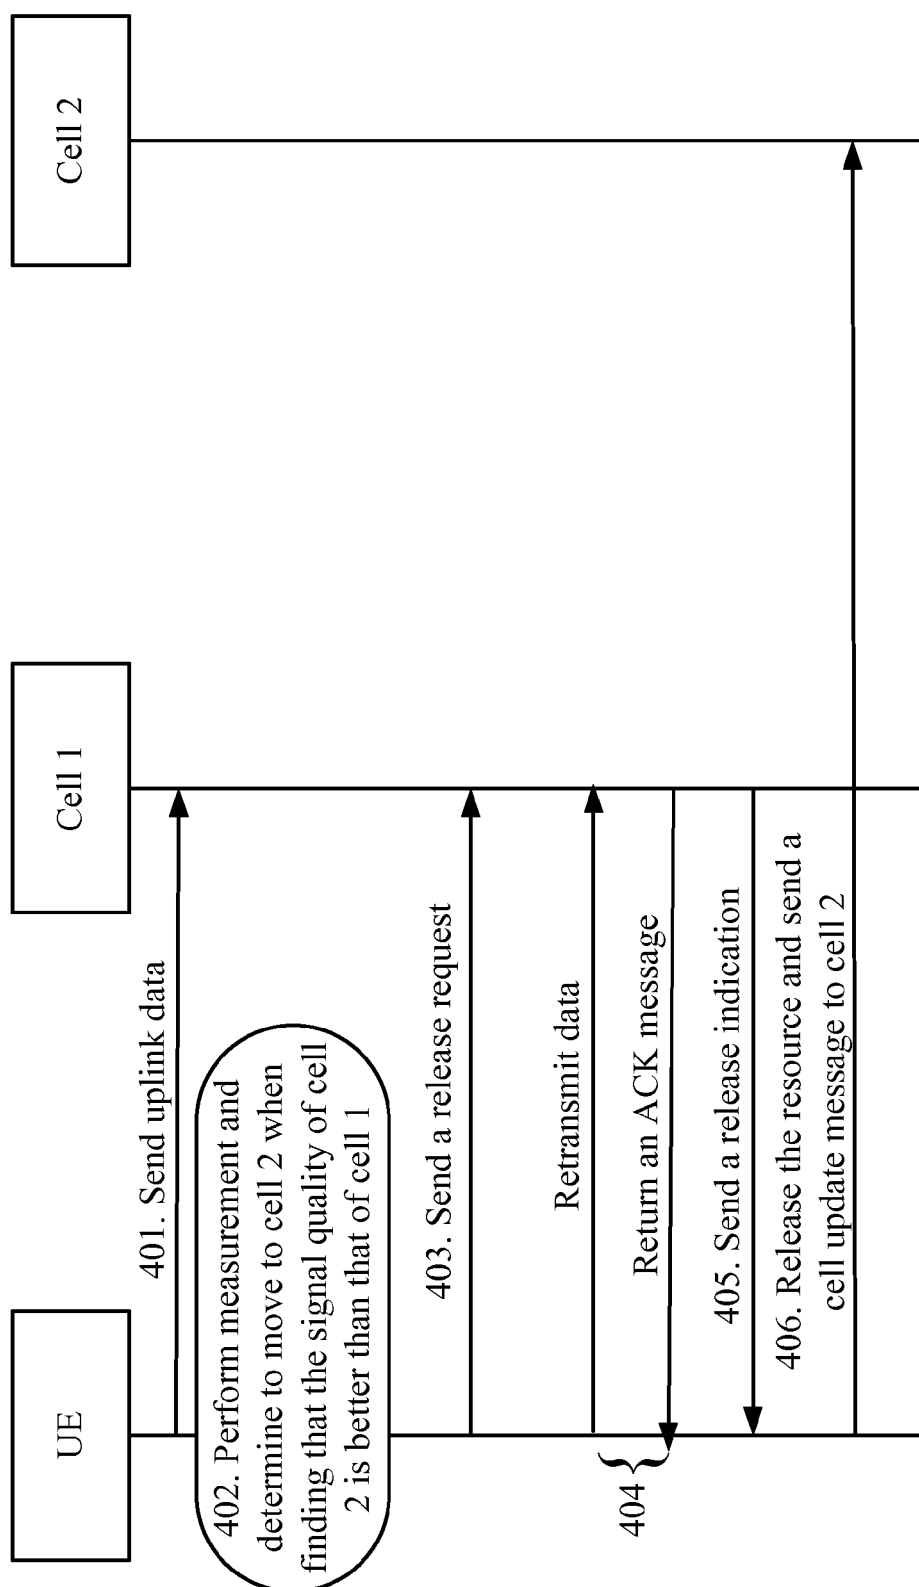 UE
Cell 1
Cell 2
401. Send uplink data
402. Perform measurement and
determine to move to cell 2 when
finding that the signal quality of cell
2 is better than that of cell 1
403. Send a release request
Retransmit data
Return an ACK message
404
405. Send a release indication
406. Release the resource and send a
cell update message to cell 2